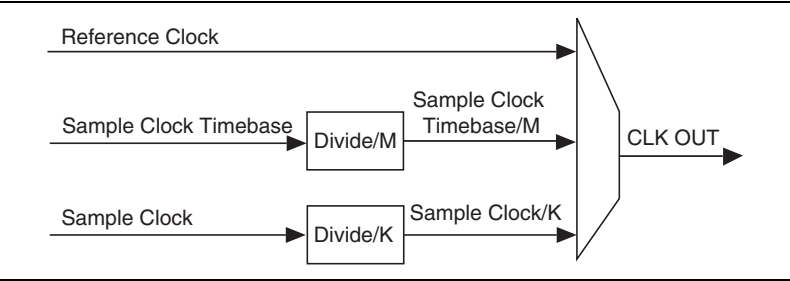 Reference Clock
Sample Clock Timebase
Divide/M
Sample Clock
Timebase/M
CLK OUT
Sample Clock
Divide/K
Sample Clock/K